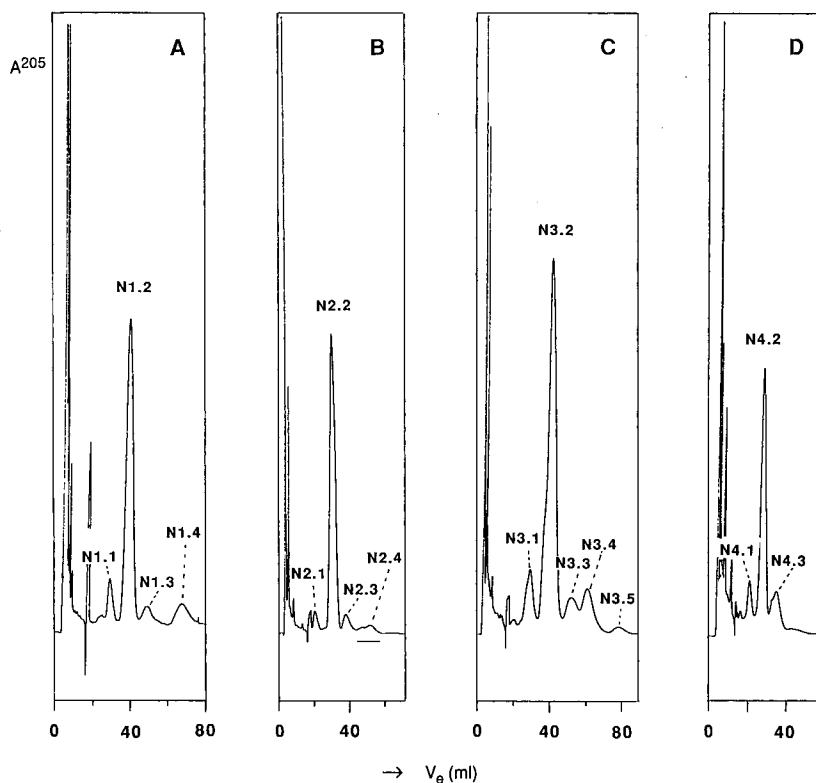 A B C D
A205
N3.2
N1.2
N2.2
N4.2
N1.4
N1.1
N3.1
N3.4
N2.4
N4.1
N2.1
N2.3
N3.3
N4.3
N1.3
N3.5
0 40 80 0 40 0 40 80 0 40
→ Ve (ml)